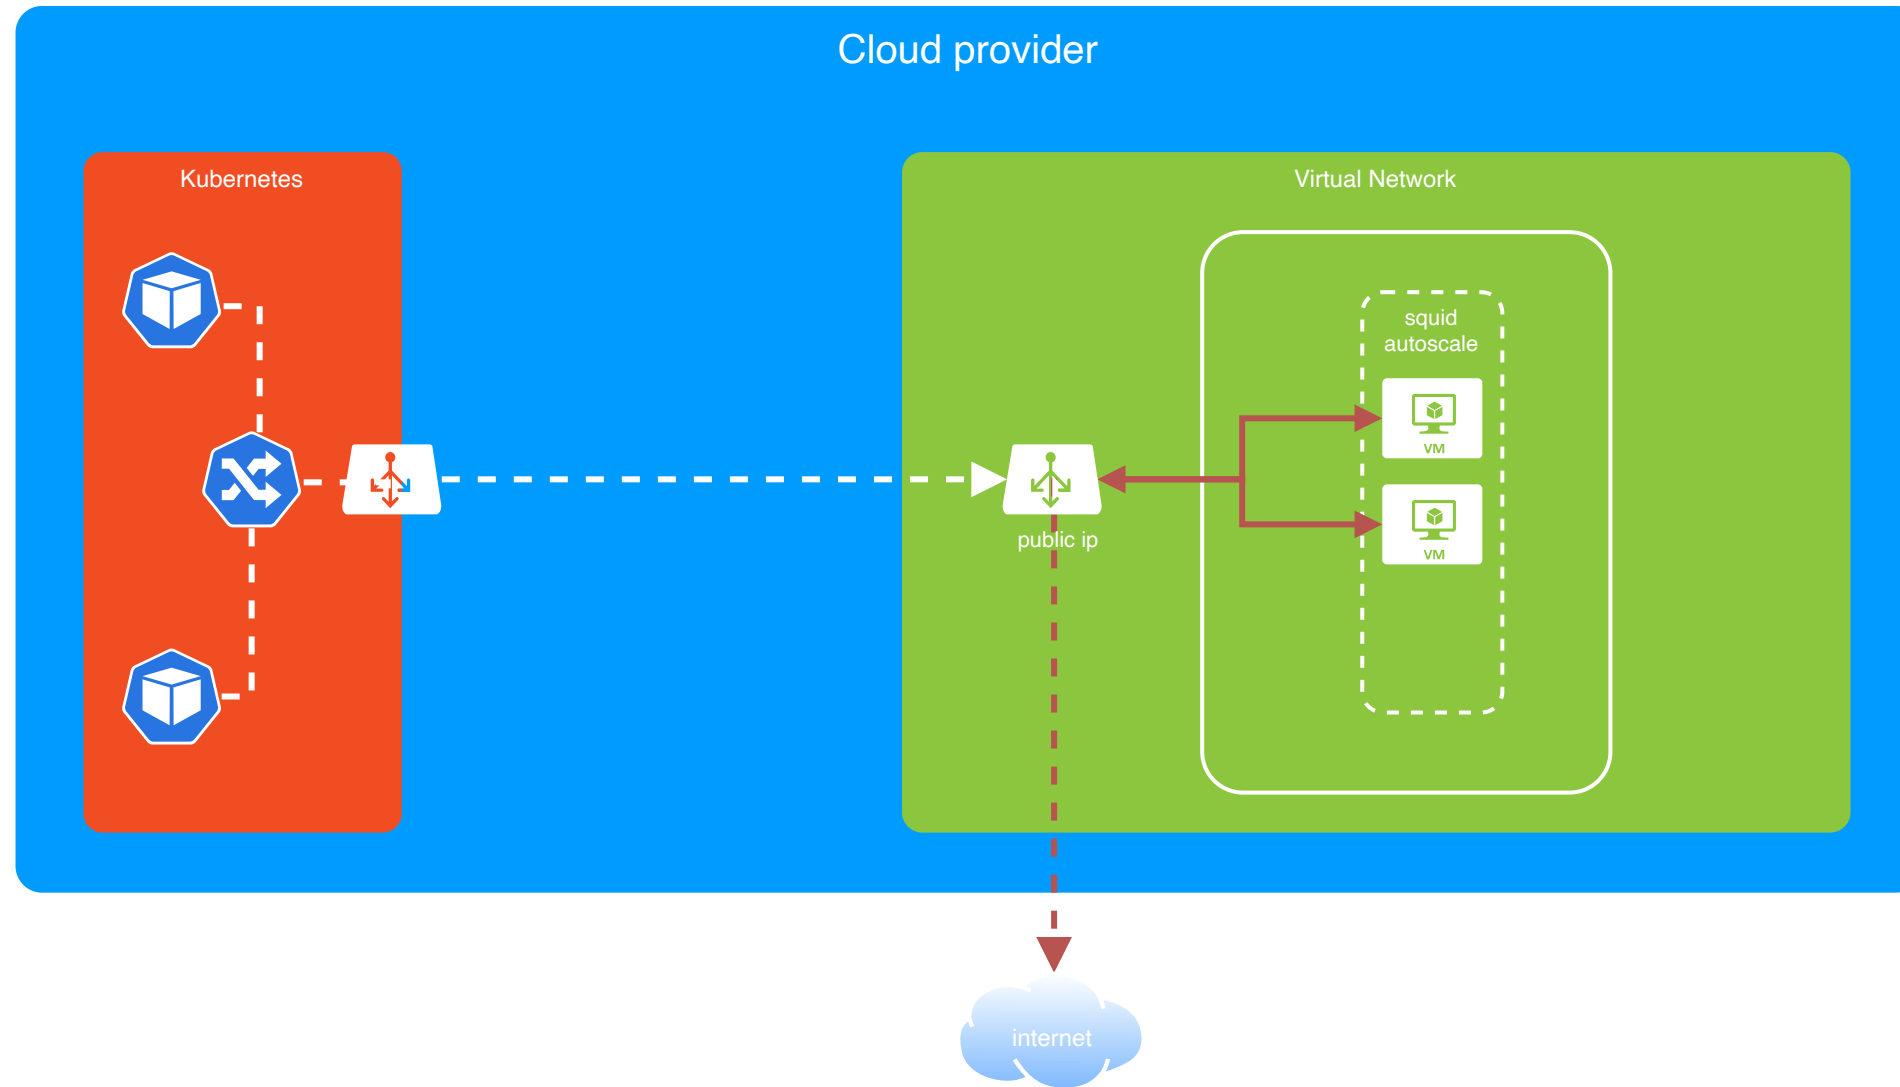 Cloud provider
Kubernetes
Virtual Network
squid
autoscale
VM
VM
public ip
internet